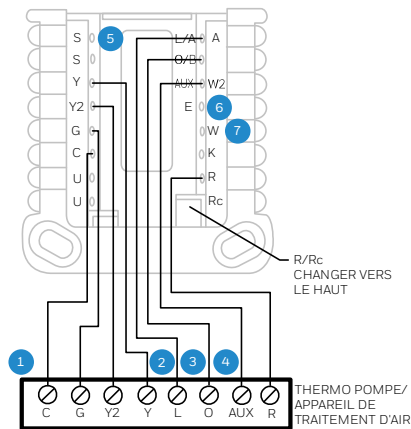 S 5 L/A A
S O/B
Y AUX W2
Y2 E 6
G W 7
C K
U R
U Rc
R/Rc
CHANGER VERS
LE HAUT
1 2 3 4
C G Y2 Y L O AUX R
THERMO POMPE/
APPAREIL DE
TRAITEMENT D'AIR